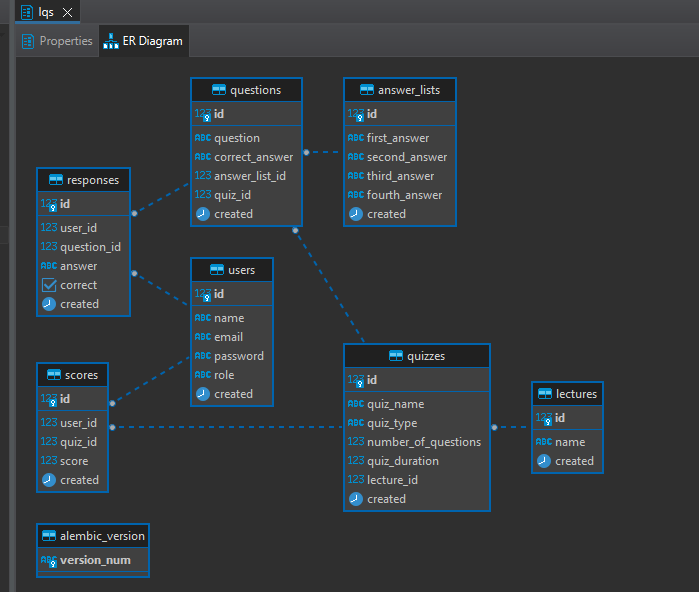 lqs
Properties
ER Diagram
questions
123 id
ABC question
ABC correct_answer
123 answer_list_id
123 quiz_id
created
answer_lists
123 id
ABC first_answer
ABC second_answer
ABC third_answer
ABC fourth_answer
created
responses
123 id
123 user_id
123 question_id
ABC answer
correct
created
users
123 id
ABC name
ABC email
ABC password
ABC role
created
scores
123 id
123 user_id
123 quiz_id
123 score
created
quizzes
123 id
ABC quiz_name
ABC quiz_type
123 number_of_questions
123 quiz_duration
123 lecture_id
created
lectures
123 id
ABC name
created
alembic_version
ABC version_num